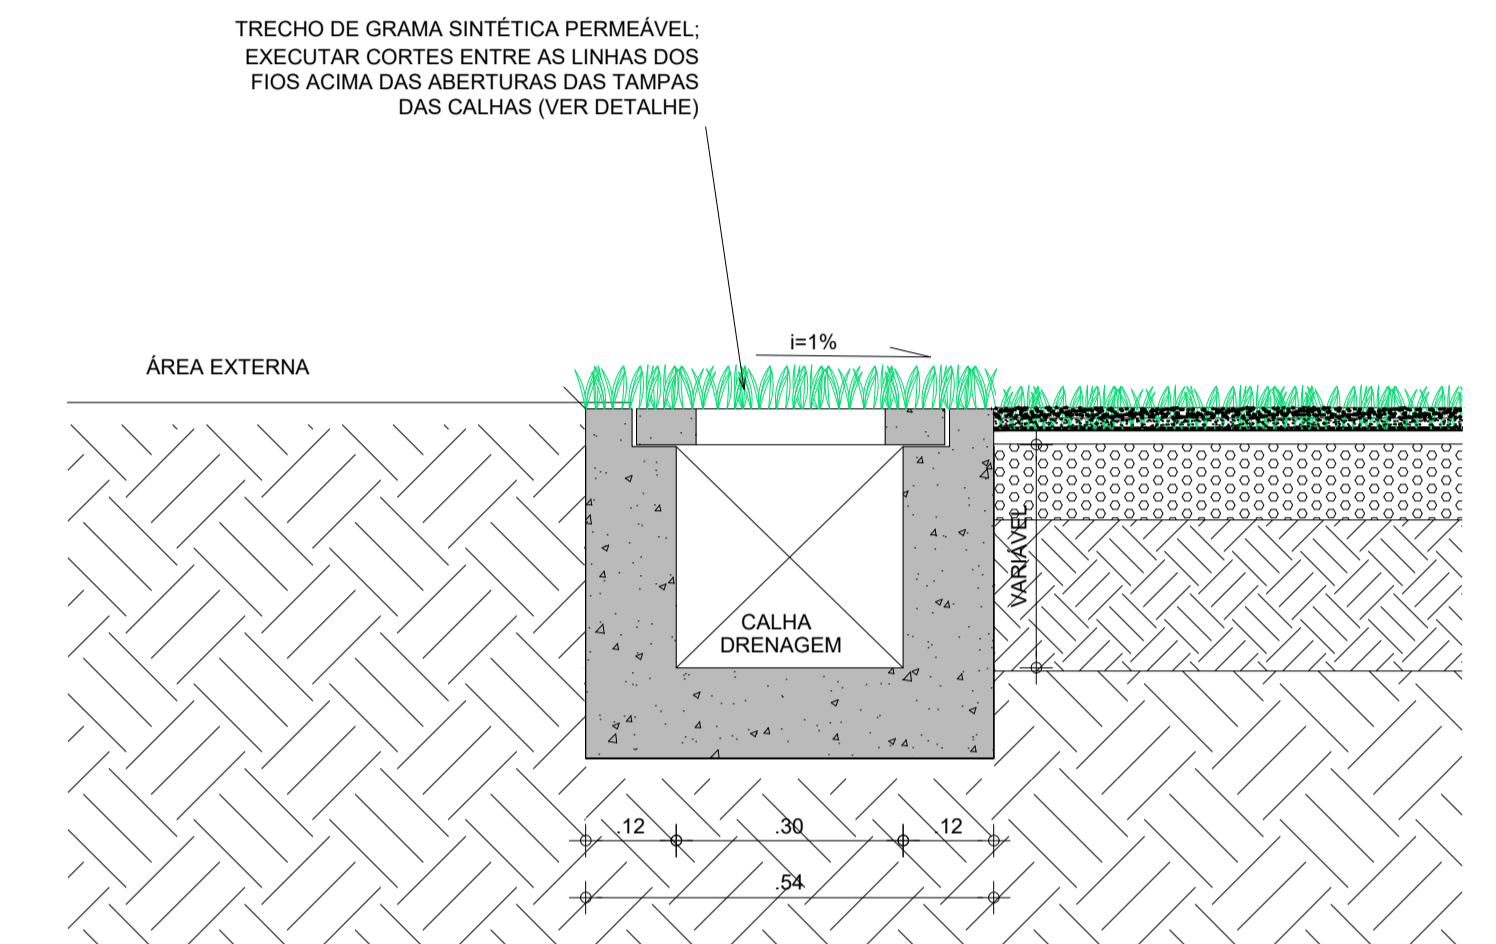 TRECHO DE GRAMA SINTÉTICA PERMEÁVEL;
EXECUTAR CORTES ENTRE AS LINHAS DOS
FIOS ACIMA DAS ABERTURAS DAS TAMPAS
DAS CALHAS (VER DETALHE)
i=1%
ÁREA EXTERNA
VARIÁVEL
CALHA
DRENAGEM
.12
.30
.12
.54